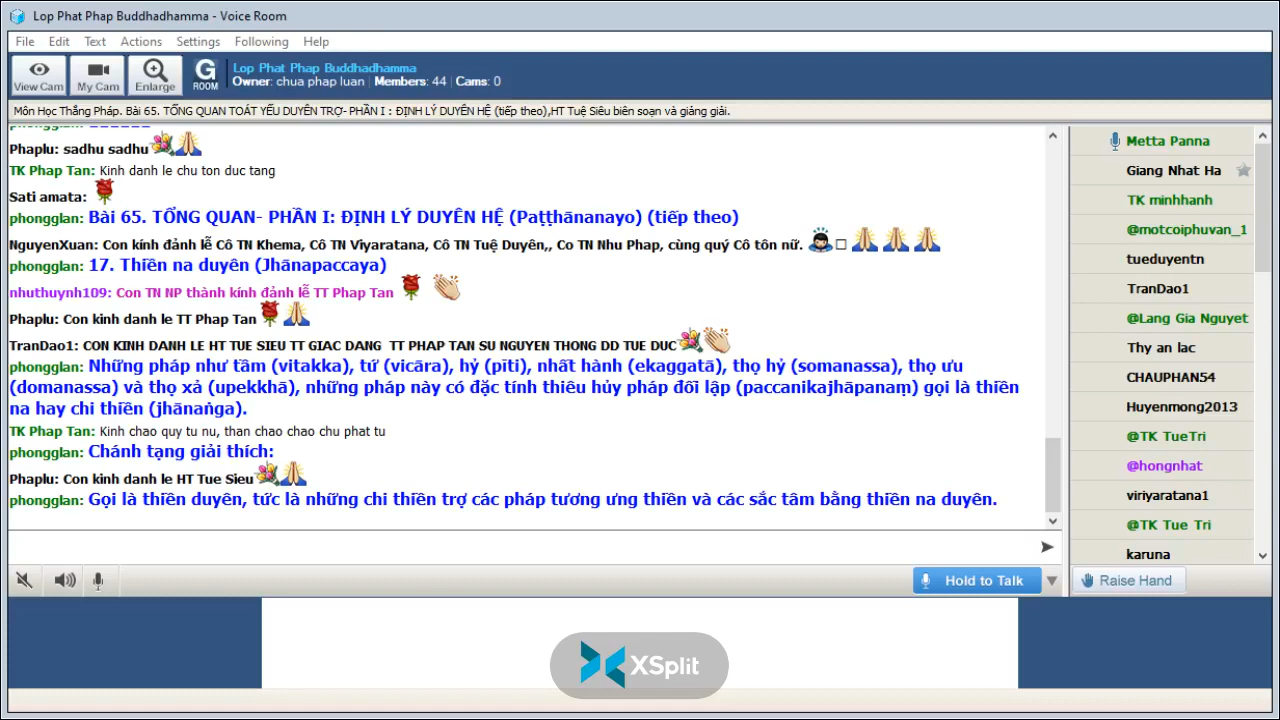 Lop Phat Phap Buddhadhamma - Voice Room
File Edit Text Actions Settings Following Help
View Cam My Cam Enlarge G ROOM
Lop Phat Phap Buddhadhamma
Owner: chua phap luan | Members: 44 | Cams: 0
Môn Học Thắng Pháp. Bài 65. TỔNG QUAN TOÁT YẾU DUYÊN TRỢ- PHẦN I : ĐỊNH LÝ DUYÊN HỆ (tiếp theo),HT Tuệ Siêu biên soạn và giảng giải.
Phaplu: sadhu sadhu
TK Phap Tan: Kinh danh le chu ton duc tang
Sati amata:
phongglan: Bài 65. TỔNG QUAN- PHẦN I: ĐỊNH LÝ DUYÊN HỆ (Paṭṭhānanayo) (tiếp theo)
NguyenXuan: Con kính đảnh lễ Cô TN Khema, Cô TN Viyaratana, Cô TN Tuệ Duyên,, Co TN Nhu Phap, cùng quý Cô tôn nữ.
phongglan: 17. Thiền na duyên (Jhānapaccaya)
nhuthuynh109: Con TN NP thành kính đảnh lễ TT Phap Tan
Phaplu: Con kinh danh le TT Phap Tan
TranDao1: CON KINH DANH LE HT TUE SIEU TT GIAC DANG TT PHAP TAN SU NGUYEN THONG DD TUE DUC
phongglan: Những pháp như tầm (vitakka), tứ (vicāra), hỷ (pīti), nhất hành (ekaggatā), thọ hỷ (somanassa), thọ ưu
(domanassa) và thọ xả (upekkhā), những pháp này có đặc tính thiêu hủy pháp đối lập (paccanikajhāpanaṃ) gọi là thiền
na hay chi thiền (jhānaṅga).
TK Phap Tan: Kinh chao quy tu nu, than chao chao chu phat tu
phongglan: Chánh tạng giải thích:
Phaplu: Con kinh danh le HT Tue Sieu
phongglan: Gọi là thiền duyên, tức là những chi thiền trợ các pháp tương ưng thiền và các sắc tâm bằng thiền na duyên.
Metta Panna
Giang Nhat Ha
TK minhhanh
@motcoiphuvan_1
tueduyentn
TranDao1
@Lang Gia Nguyet
Thy an lac
CHAUPHAN54
Huyenmong2013
@TK TueTri
@hongnhat
viriyaratana1
@TK Tue Tri
karuna
Hold to Talk
Raise Hand
XSplit